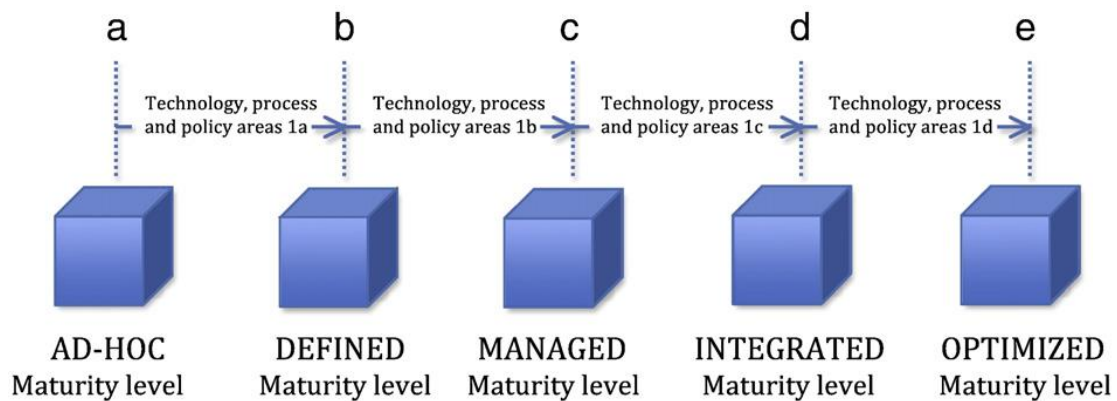 a
b
c
d
e
Technology, process
and policy areas 1a
Technology, process
and policy areas 1b
Technology, process
and policy areas 1c
Technology, process
and policy areas 1d
AD-HOC
Maturity level
DEFINED
Maturity level
MANAGED
Maturity level
INTEGRATED
Maturity level
OPTIMIZED
Maturity level